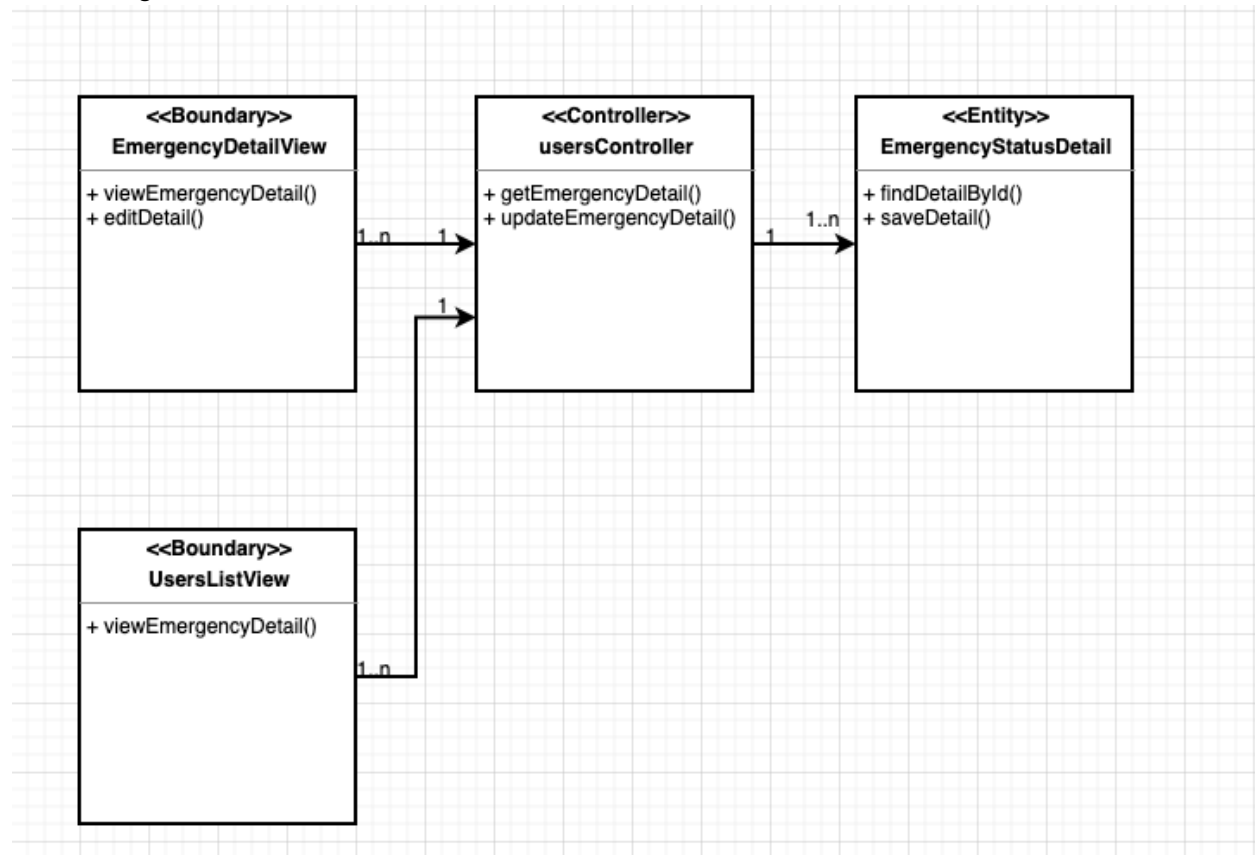 <<Boundary>>
EmergencyDetailView
+ viewEmergencyDetail()
+ editDetail()
1..n
1
<<Controller>>
usersController
+ getEmergencyDetail()
+ updateEmergencyDetail()
1
1
1..n
<<Entity>>
EmergencyStatusDetail
+ findDetailById()
+ saveDetail()
<<Boundary>>
UsersListView
+ viewEmergencyDetail()
1..n